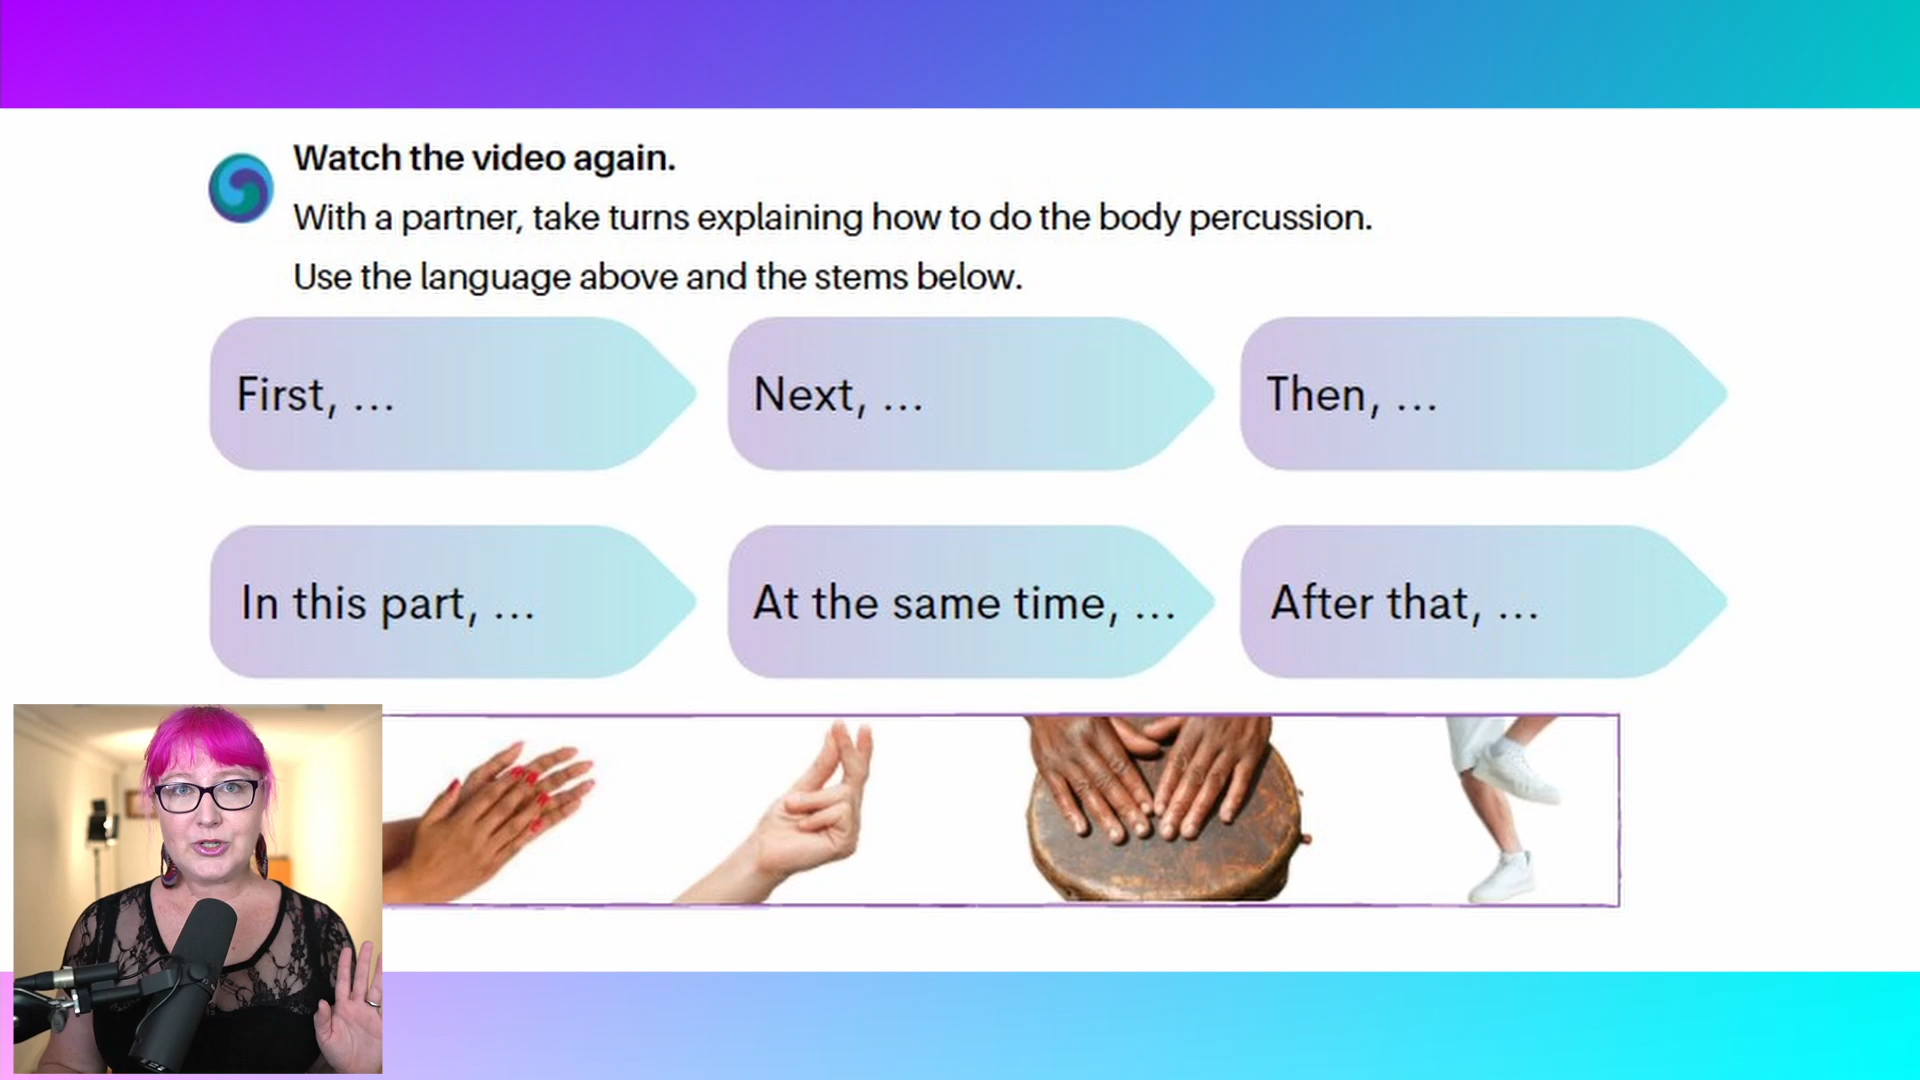 Watch the video again.
With a partner, take turns explaining how to do the body percussion.
Use the language above and the stems below.
First, ...
Next, ...
Then, ...
In this part, ...
At the same time, ...
After that, ...